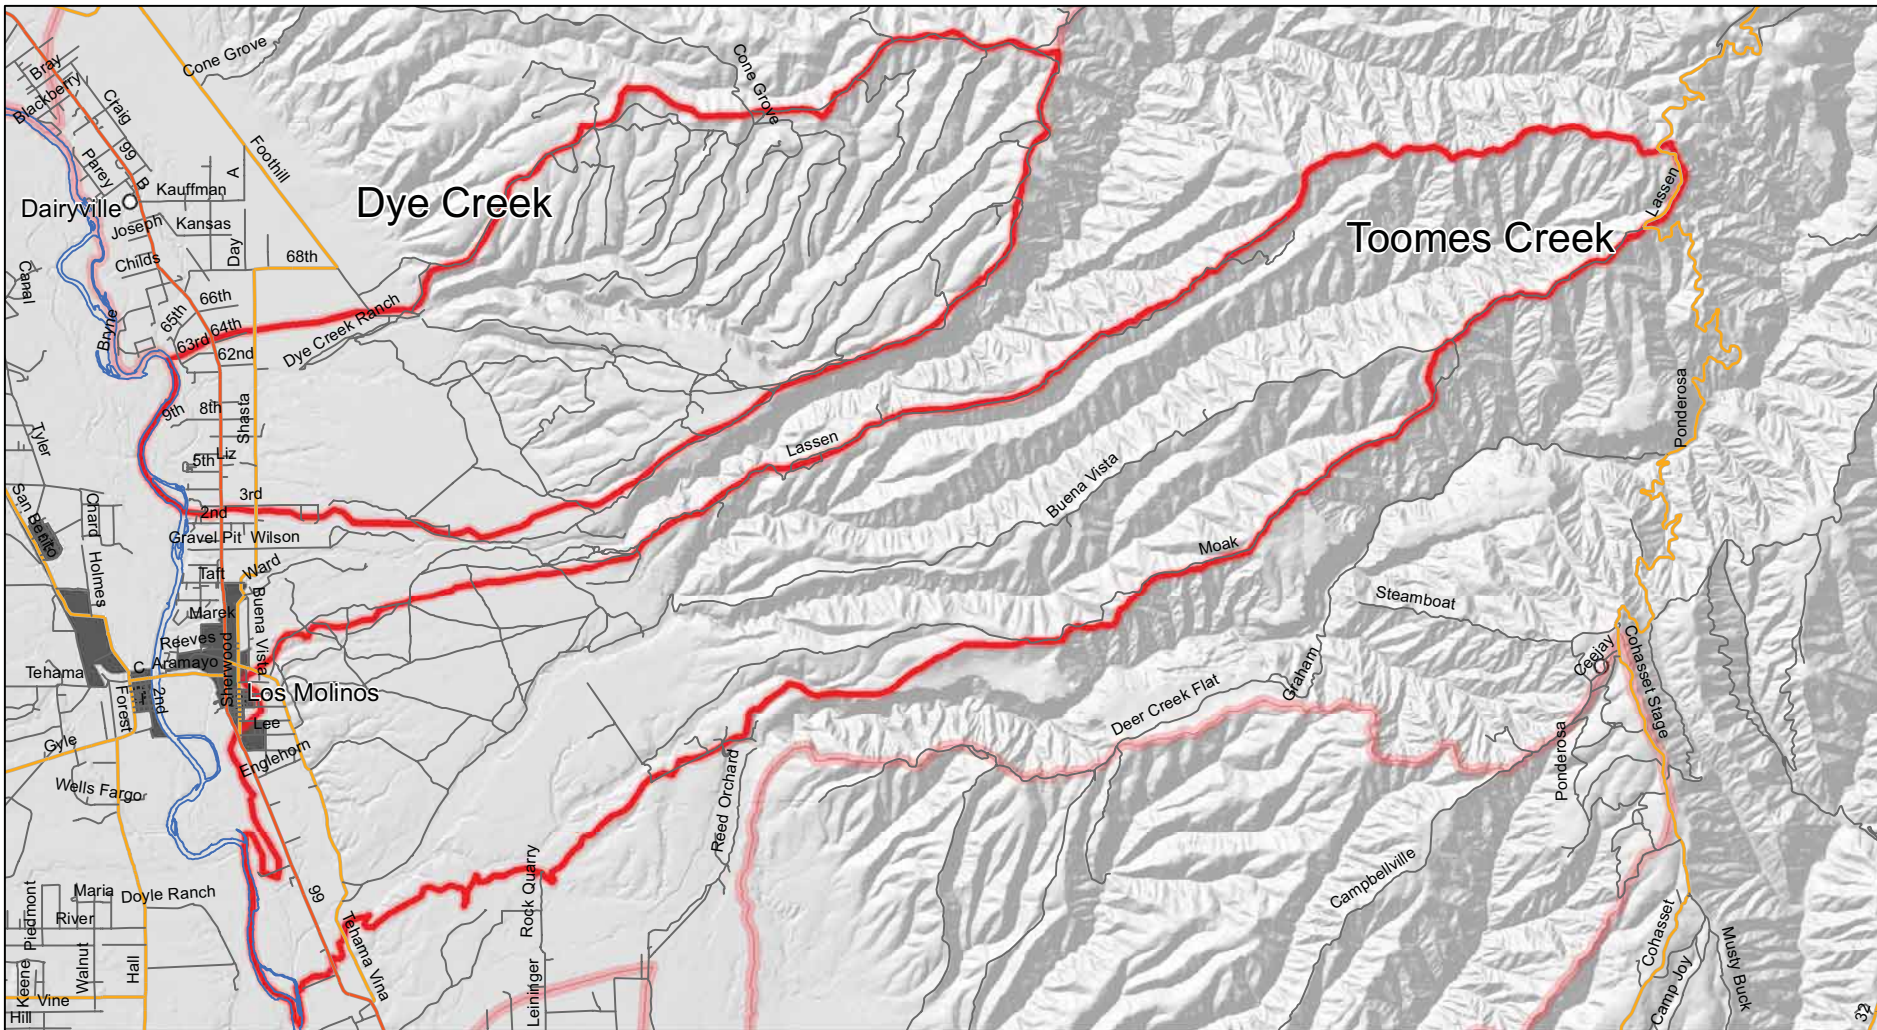 Bray
Blackberry
Craig
99
B
Parey
Cone Grove
Cone Grove
Foothill
A
Kauffman
Dairyville
Joseph
Kansas
Day
Childs
68th
Dye Creek
Toomes Creek
Lassen
Canal
Bryne
66th
65th
64th
63rd
62nd
Dye Creek Ranch
9th
8th
Shasta
Liz
5th
3rd
2nd
Gravel Pit
Wilson
Tyler
San Benito
Chard
Holmes
Taft
Ward
Marek
Reeves
Aramayo
Sherwood
Buena Vista
Lassen
Buena Vista
Moak
Ponderosa
Steamboat
Ceejay
Cohasset Stage
Graham
Deer Creek Flat
Tehama
C
Forest
2nd
Los Molinos
Lee
Englehorn
Gyle
Wells Fargo
Reed Orchard
Ponderosa
Campbellville
Rock Quarry
Maria
Doyle Ranch
River
Piedmont
Walnut
Keene
Hall
Vine
Hill
99
Tehama Vina
Leininger
Cohasset
Camp Joy
Musty Buck
32